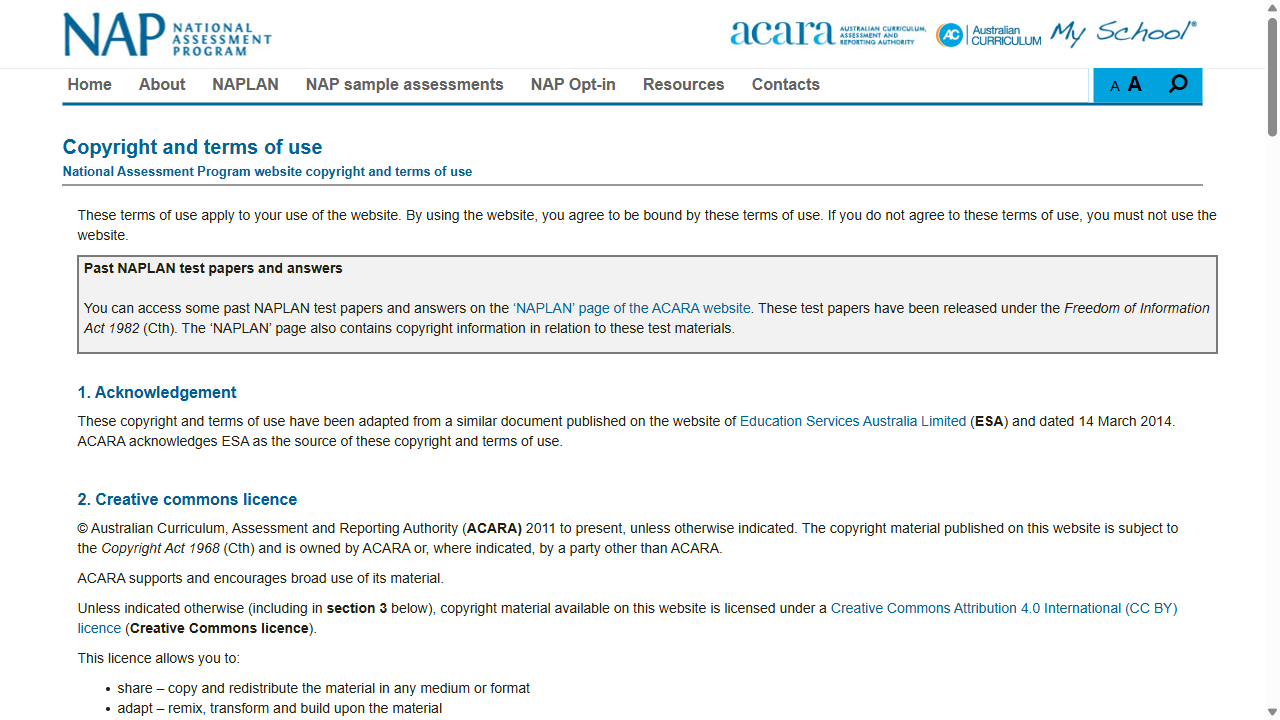 NAP NATIONAL ASSESSMENT PROGRAM
acara AUSTRALIAN CURRICULUM, ASSESSMENT AND REPORTING AUTHORITY
AC Australian CURRICULUM
My School®
Home About NAPLAN NAP sample assessments NAP Opt-in Resources Contacts
A A
Copyright and terms of use
National Assessment Program website copyright and terms of use
These terms of use apply to your use of the website. By using the website, you agree to be bound by these terms of use. If you do not agree to these terms of use, you must not use the
website.
Past NAPLAN test papers and answers
You can access some past NAPLAN test papers and answers on the ‘NAPLAN’ page of the ACARA website. These test papers have been released under the Freedom of Information
Act 1982 (Cth). The ‘NAPLAN’ page also contains copyright information in relation to these test materials.
1. Acknowledgement
These copyright and terms of use have been adapted from a similar document published on the website of Education Services Australia Limited (ESA) and dated 14 March 2014.
ACARA acknowledges ESA as the source of these copyright and terms of use.
2. Creative commons licence
© Australian Curriculum, Assessment and Reporting Authority (ACARA) 2011 to present, unless otherwise indicated. The copyright material published on this website is subject to
the Copyright Act 1968 (Cth) and is owned by ACARA or, where indicated, by a party other than ACARA.
ACARA supports and encourages broad use of its material.
Unless indicated otherwise (including in section 3 below), copyright material available on this website is licensed under a Creative Commons Attribution 4.0 International (CC BY)
licence (Creative Commons licence).
This licence allows you to:
• share – copy and redistribute the material in any medium or format
• adapt – remix, transform and build upon the material